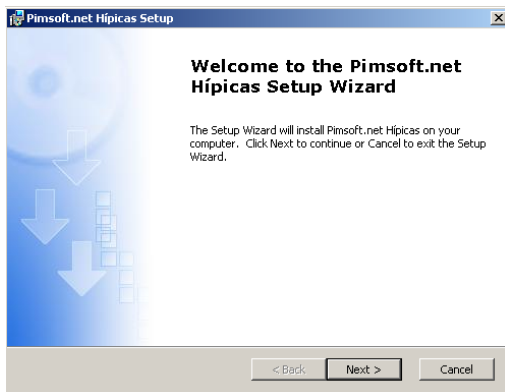 Pimsoft.net Hípicas Setup
Welcome to the Pimsoft.net
Hípicas Setup Wizard
The Setup Wizard will install Pimsoft.net Hípicas on your
computer. Click Next to continue or Cancel to exit the Setup
Wizard.
< Back Next > Cancel